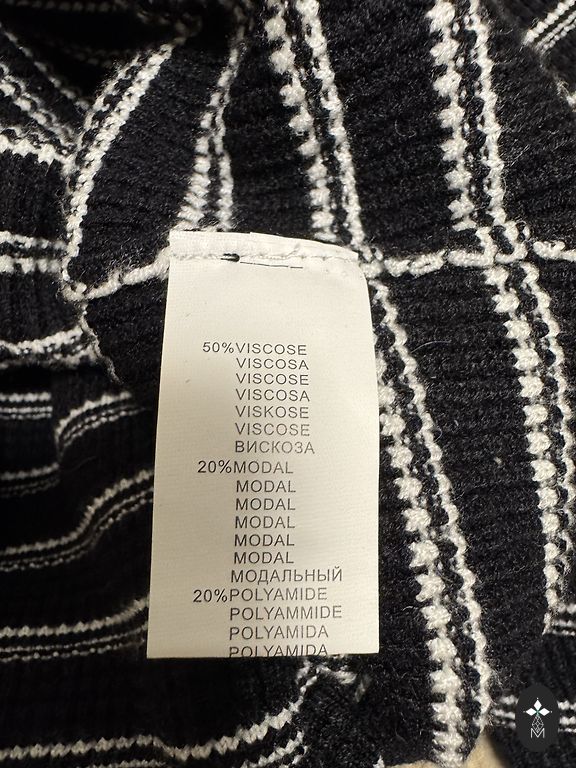 50%VISCOSE
VISCOSA
VISCOSE
VISCOSA
VISKOSE
VISCOSE
ВИСКОЗА
20%MODAL
MODAL
MODAL
MODAL
MODAL
MODAL
МОДАЛЬНЫЙ
20%POLYAMIDE
POLYAMMIDE
POLYAMIDA
POLYAMIDA
M